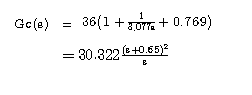 Gc(s) = 36(1 + 1/3.077s + 0.769)
= 30.322 (s+0.65)²/s